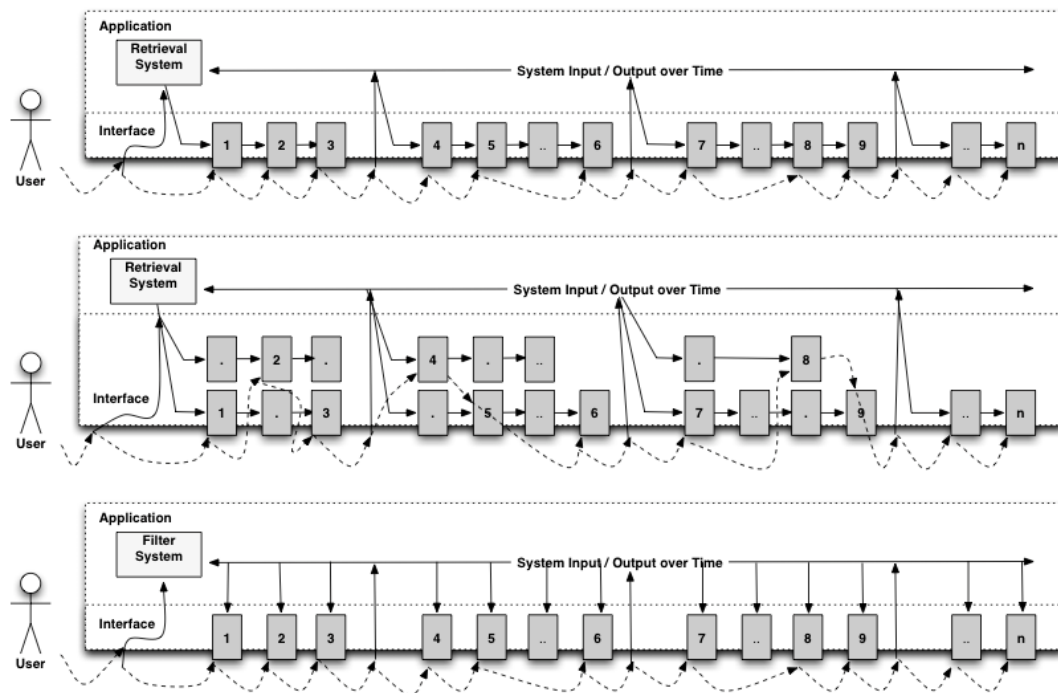 Application
Retrieval
System
System Input / Output over Time
Interface
1 2 3 4 5 .. 6 7 .. 8 9 .. n
User
Application
Retrieval
System
System Input / Output over Time
. 2 . 4 . .. . 8
Interface
1 . 3 . 5 .. 6 7 .. . 9 .. n
User
Application
Filter
System
System Input / Output over Time
Interface
1 2 3 4 5 .. 6 7 .. 8 9 .. n
User